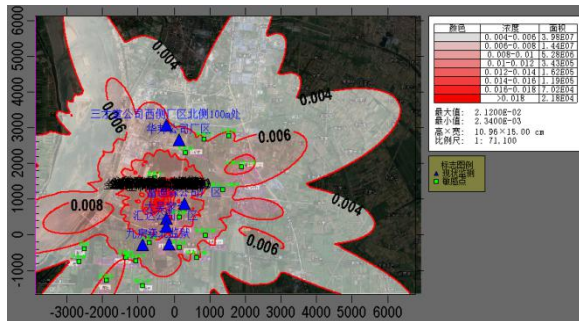 颜色 浓度 面积
0.004-0.006 3.98E07
0.006-0.008 1.44E07
0.008-0.01 5.28E06
0.01-0.012 3.43E05
0.012-0.014 1.62E05
0.014-0.016 1.19E05
0.016-0.018 7.02E04
>0.018 2.18E04
最大值: 2.1200E-02
最小值: 2.3400E-03
高×宽: 10.96×15.00 cm
比例尺: 1: 71,100
标志图例
现状监测
敏感点
6000
5000
4000
3000
2000
1000
0
-1000
0.004
0.004
0.006
0.006
0.008
0.006
0.004
公司西侧厂区北侧100m处
厂区
-3000 -2000 -1000 0 1000 2000 3000 4000 5000 6000